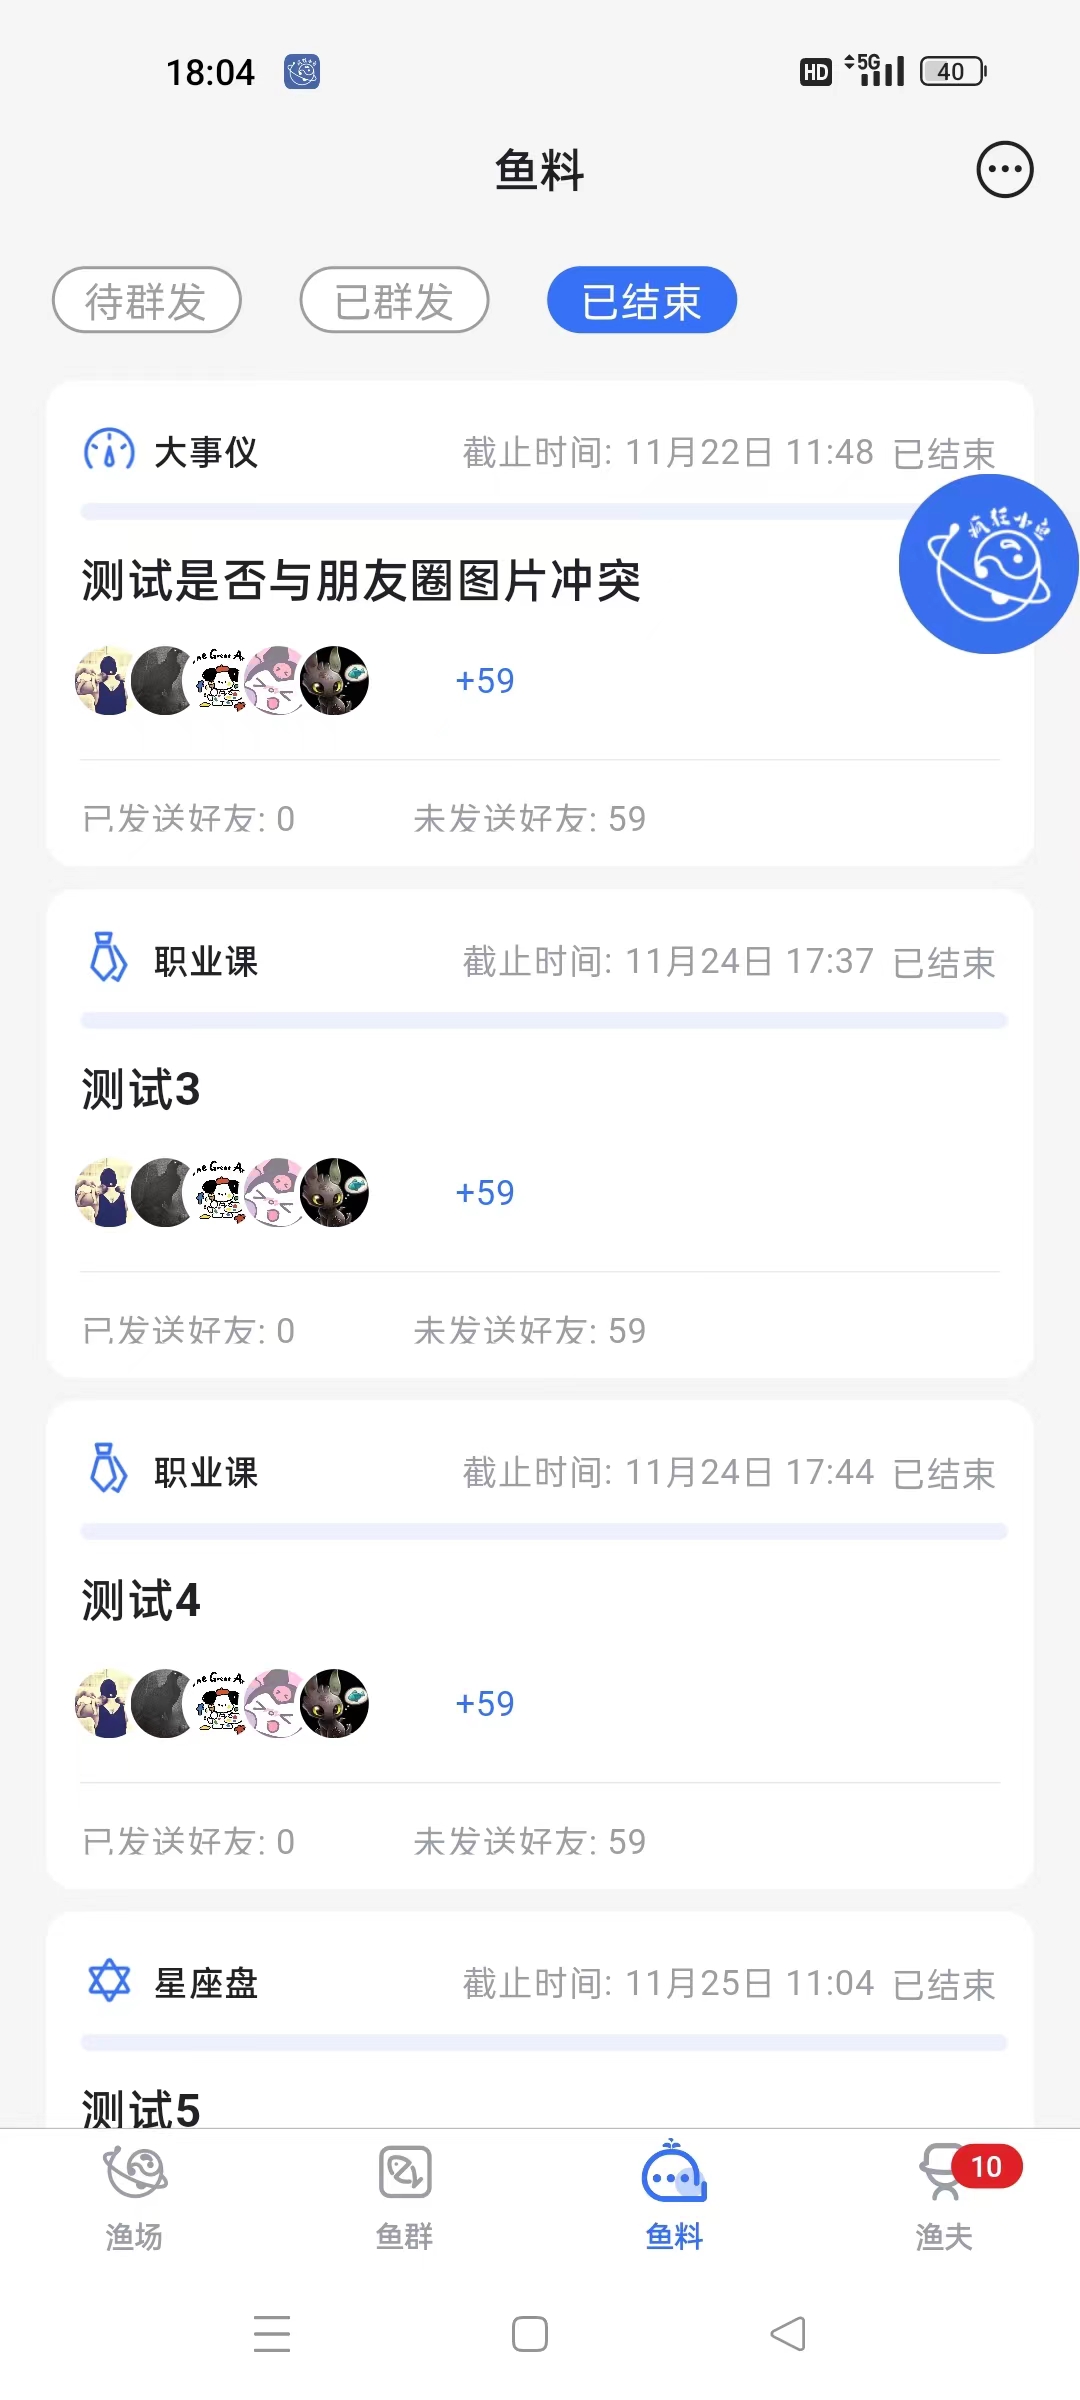 18:04
HD 5G 40
鱼料
待群发 已群发 已结束
大事仪 截止时间: 11月22日 11:48 已结束
疯狂小鱼
测试是否与朋友圈图片冲突
+59
已发送好友: 0 未发送好友: 59
职业课 截止时间: 11月24日 17:37 已结束
测试3
+59
已发送好友: 0 未发送好友: 59
职业课 截止时间: 11月24日 17:44 已结束
测试4
+59
已发送好友: 0 未发送好友: 59
星座盘 截止时间: 11月25日 11:04 已结束
测试5
10
渔场 鱼群 鱼料 渔夫